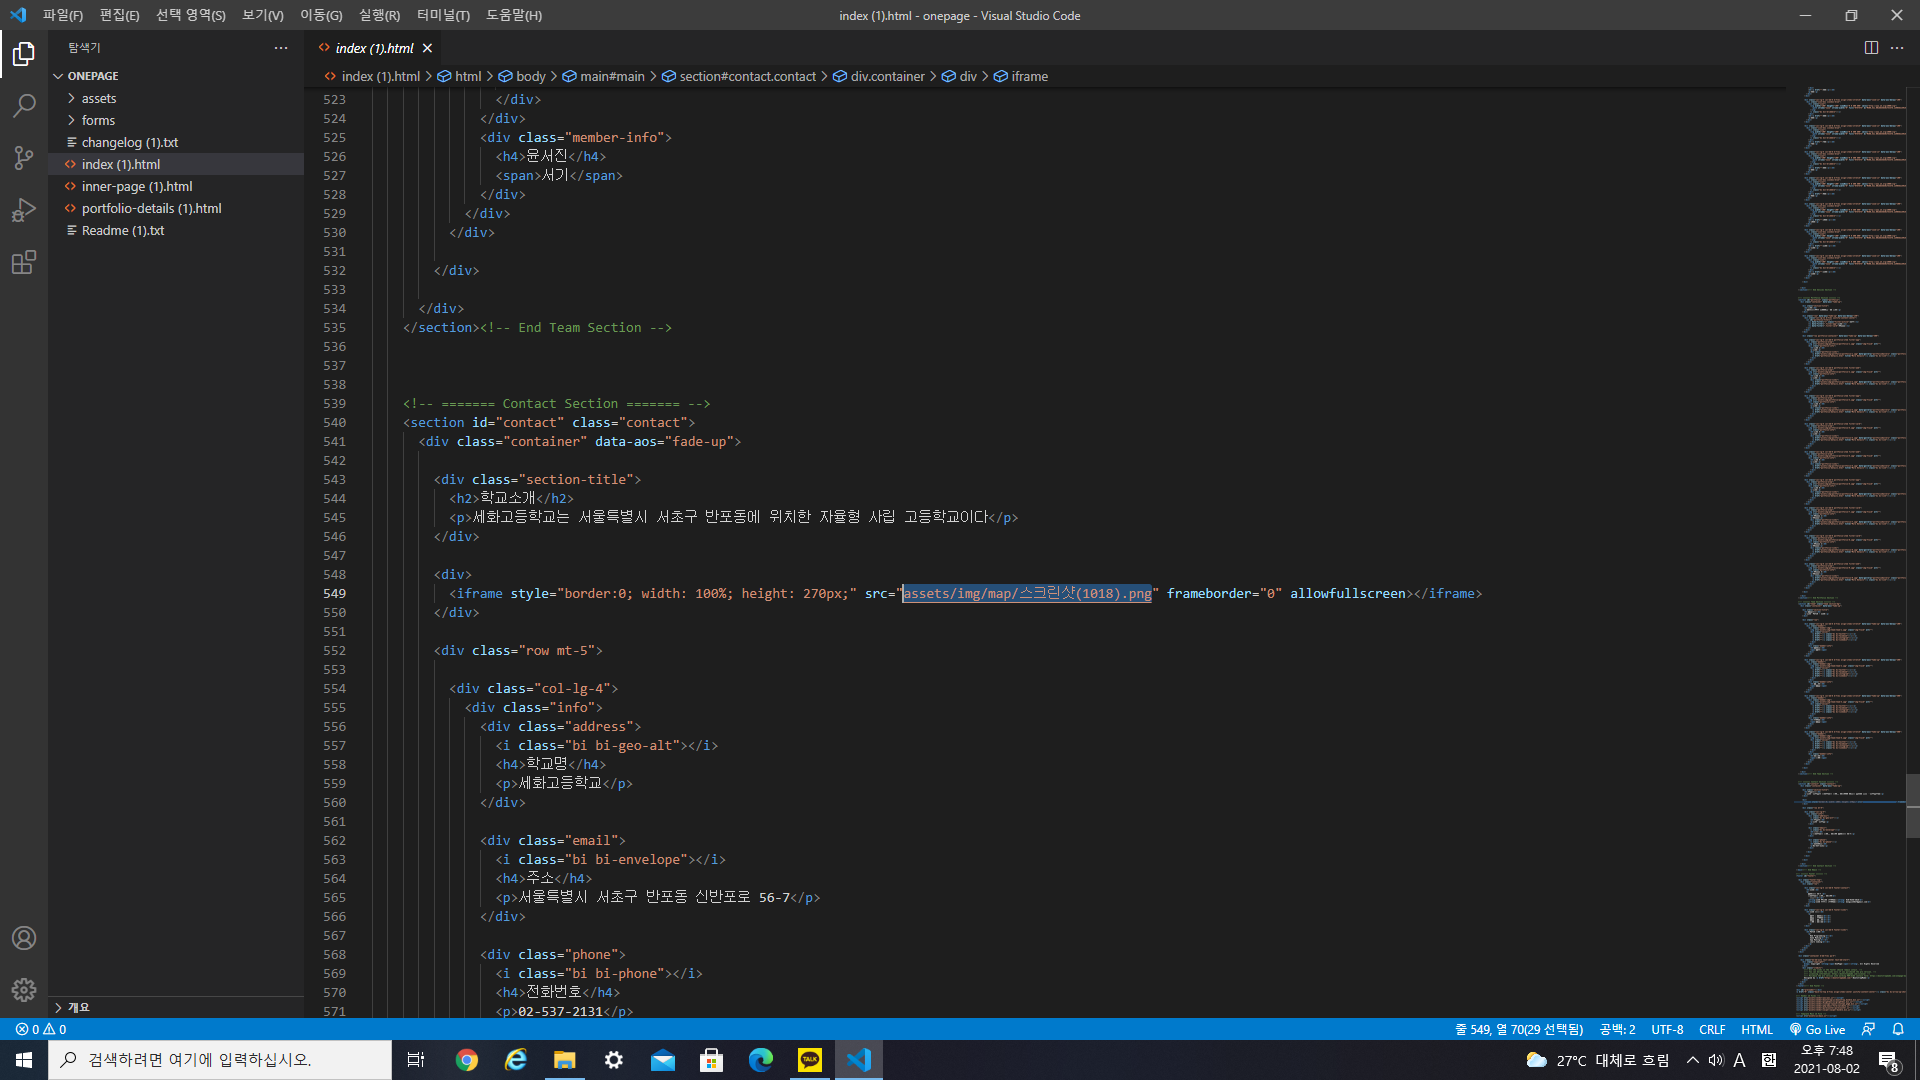 파일(F) 편집(E) 선택 영역(S) 보기(V) 이동(G) 실행(R) 터미널(T) 도움말(H) index (1).html - onepage - Visual Studio Code
탐색기
index (1).html
ONEPAGE
index (1).html > html > body > main#main > section#contact.contact > div.container > div > iframe
assets
forms
changelog (1).txt
index (1).html
inner-page (1).html
portfolio-details (1).html
Readme (1).txt
개요
523 </div>
524 </div>
525 <div class="member-info">
526 <h4>윤서진</h4>
527 <span>서기</span>
528 </div>
529 </div>
530 </div>
531
532 </div>
533
534 </div>
535 </section><!-- End Team Section -->
536
537
538
539 <!-- ======= Contact Section ======= -->
540 <section id="contact" class="contact">
541 <div class="container" data-aos="fade-up">
542
543 <div class="section-title">
544 <h2>학교소개</h2>
545 <p>세화고등학교는 서울특별시 서초구 반포동에 위치한 자율형 사립 고등학교이다</p>
546 </div>
547
548 <div>
549 <iframe style="border:0; width: 100%; height: 270px;" src="assets/img/map/스크린샷(1018).png" frameborder="0" allowfullscreen></iframe>
550 </div>
551
552 <div class="row mt-5">
553
554 <div class="col-lg-4">
555 <div class="info">
556 <div class="address">
557 <i class="bi bi-geo-alt"></i>
558 <h4>학교명</h4>
559 <p>세화고등학교</p>
560 </div>
561
562 <div class="email">
563 <i class="bi bi-envelope"></i>
564 <h4>주소</h4>
565 <p>서울특별시 서초구 반포동 신반포로 56-7</p>
566 </div>
567
568 <div class="phone">
569 <i class="bi bi-phone"></i>
570 <h4>전화번호</h4>
571 <p>02-537-2131</p>
0 0 줄 549, 열 70(29 선택됨) 공백: 2 UTF-8 CRLF HTML Go Live
검색하려면 여기에 입력하십시오.
TALK
27°C 대체로 흐림 A 한
오후 7:48
2021-08-02
8